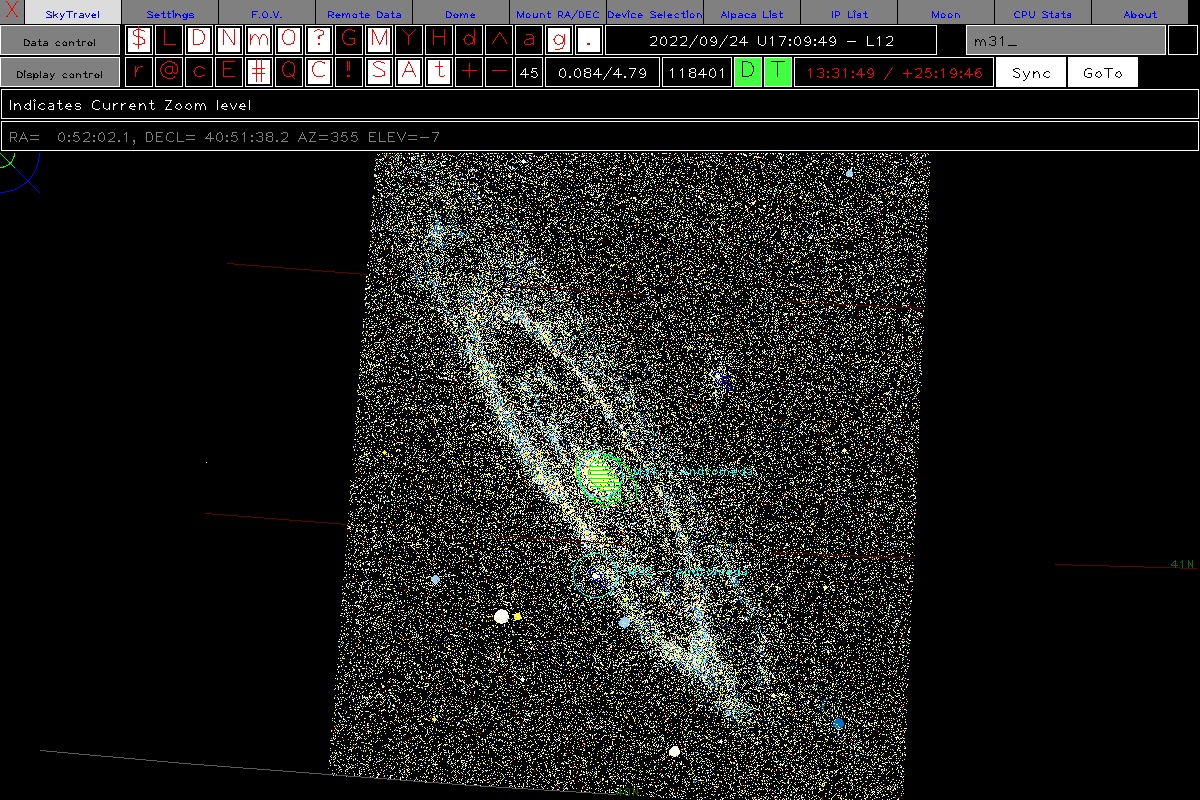 X SkyTravel Settings F.O.V. Remote Data Dome Mount RA/DEC Device Selection Alpaca List IP List Moon CPU Stats About
Data control $ L D N m O ? G M Y H d ^ a g . 2022/09/24 U17:09:49 - L12 m31_
Display control r @ c E # Q C ! S A t + - 45 0.084/4.79 118401 D T 13:31:49 / +25:19:46 Sync GoTo
Indicates Current Zoom level
RA= 0:52:02.1, DECL= 40:51:38.2 AZ=355 ELEV=-7
Andromeda
Andromeda
41N